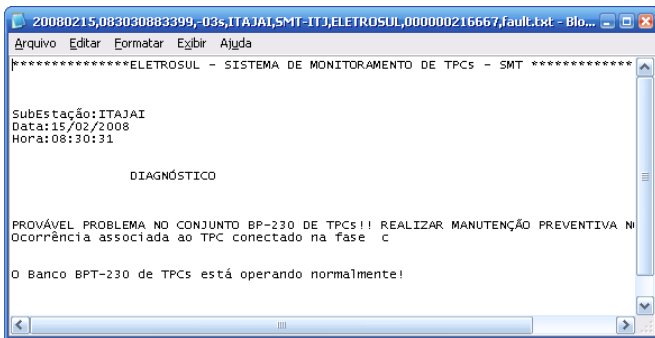 20080215,083030883399,-03s,ITAJAI,SMT-ITJ,ELETROSUL,000000216667,fault.txt - Blo...
Arquivo Editar Formatar Exibir Ajuda
***************ELETROSUL - SISTEMA DE MONITORAMENTO DE TPCs - SMT *************
SubEstação:ITAJAI
Data:15/02/2008
Hora:08:30:31
DIAGNÓSTICO
PROVÁVEL PROBLEMA NO CONJUNTO BP-230 DE TPCs!! REALIZAR MANUTENÇÃO PREVENTIVA
Ocorrência associada ao TPC conectado na fase c
O Banco BPT-230 de TPCs está operando normalmente!